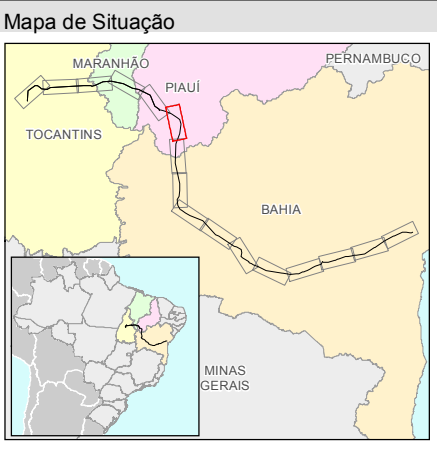 Mapa de Situação
PERNAMBUCO
MARANHÃO
PIAUÍ
TOCANTINS
BAHIA
MINAS
GERAIS